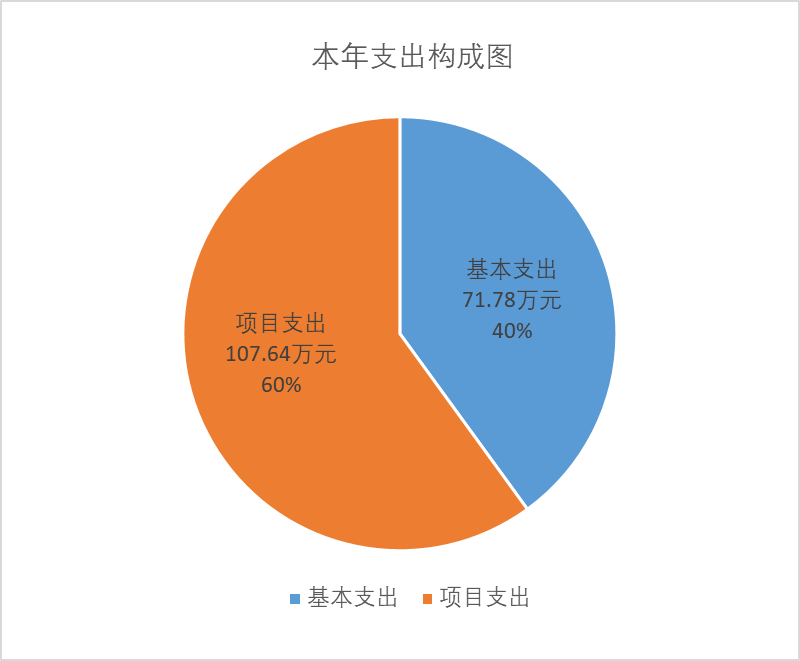 本年支出构成图
基本支出
71.78万元
40%
项目支出
107.64万元
60%
基本支出
项目支出